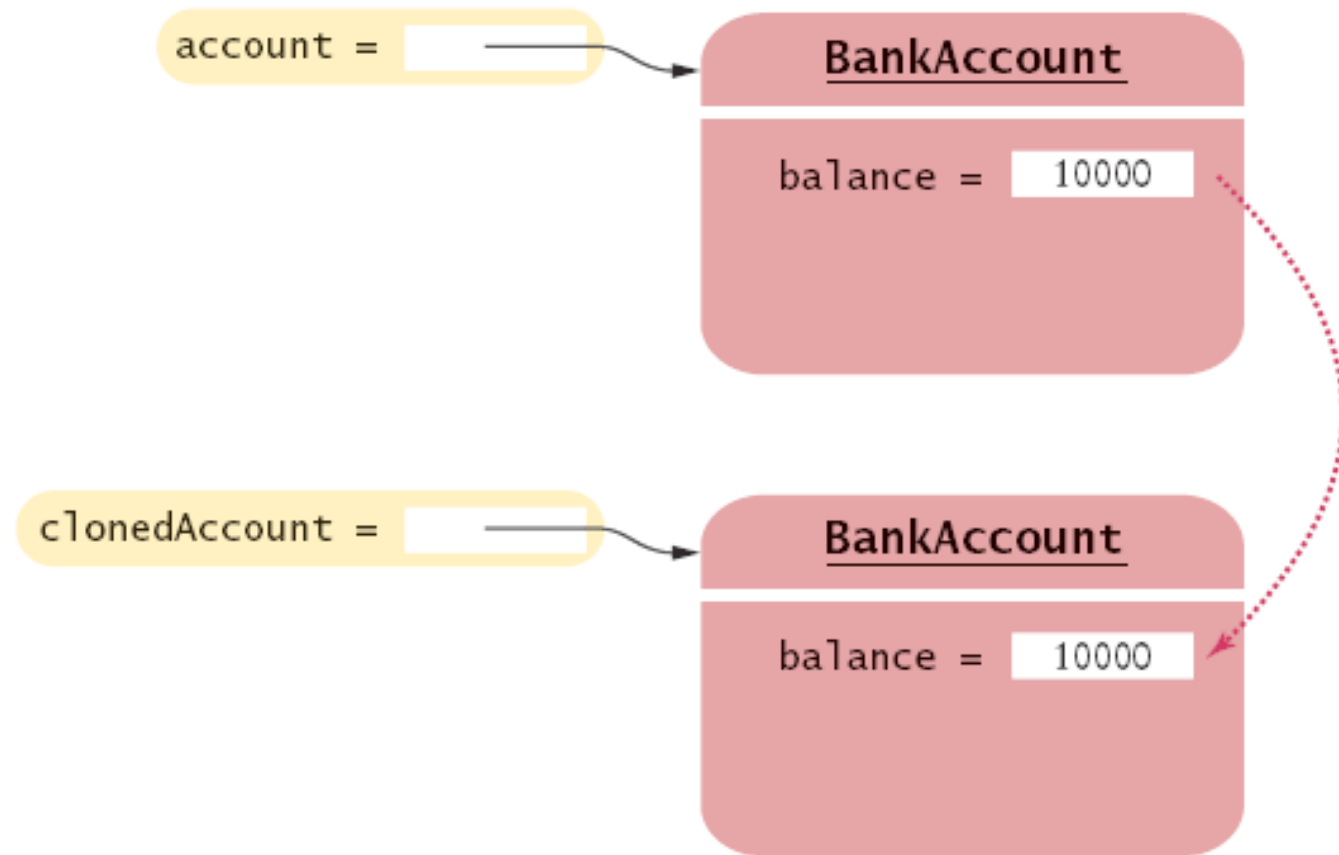 account =
BankAccount
balance = 10000
clonedAccount =
BankAccount
balance = 10000